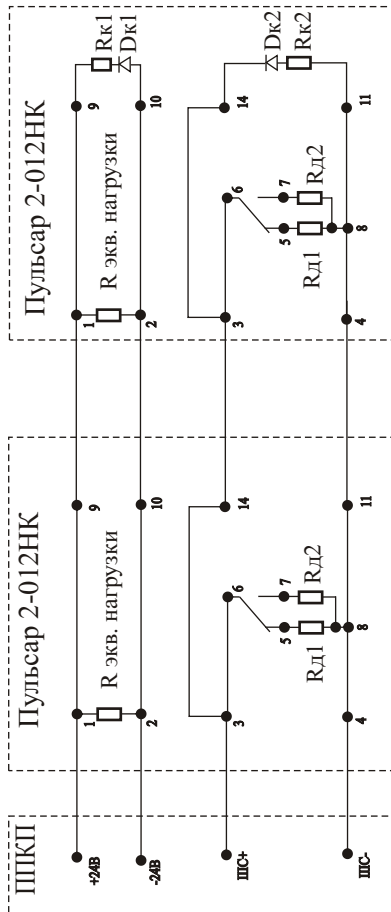 ППКП
+24В
-24В
ШС+
ШС-
Пульсар 2-012НК
1
2
R экв. нагрузки
9
10
3
4
6
5
7
8
Rд1
Rд2
14
11
Пульсар 2-012НК
1
2
R экв. нагрузки
9
10
Rк1
Dк1
3
4
6
5
7
8
Rд1
Rд2
14
11
Dк2
Rк2